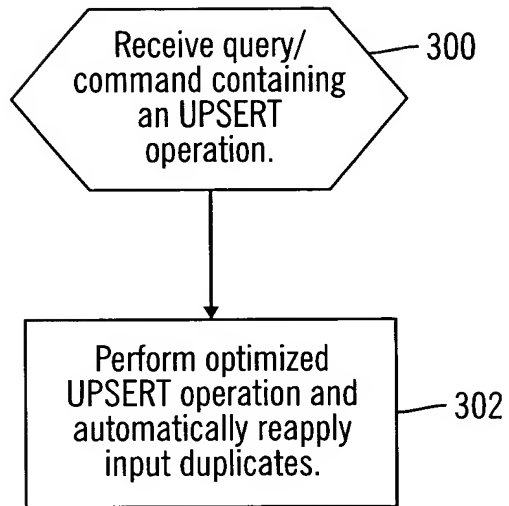 Receive query/
command containing
an UPSERT
operation.
300
Perform optimized
UPSERT operation and
automatically reapply
input duplicates.
302